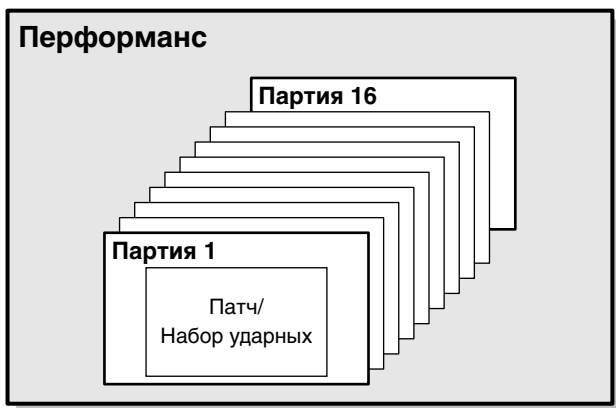 Перформанс
Партия 16
Партия 1
Патч/
Набор ударных